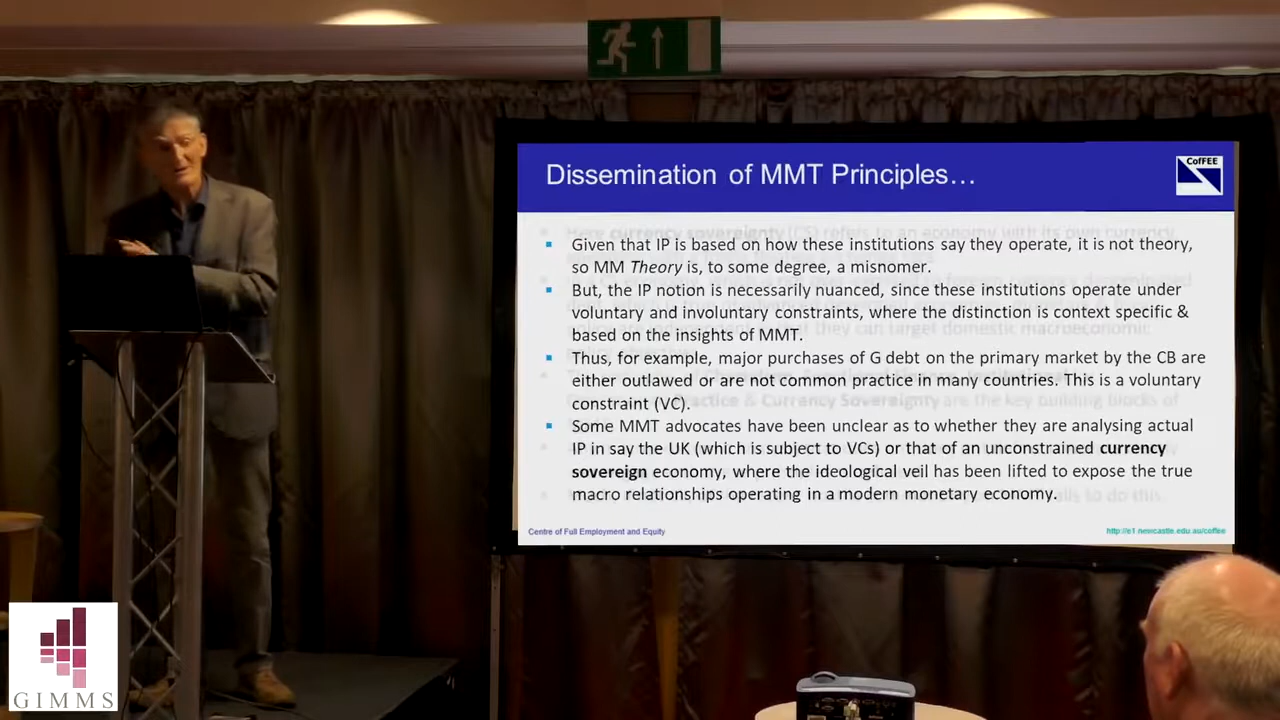 Dissemination of MMT Principles…
CofFEE
Given that IP is based on how these institutions say they operate, it is not theory,
so MM Theory is, to some degree, a misnomer.
But, the IP notion is necessarily nuanced, since these institutions operate under
voluntary and involuntary constraints, where the distinction is context specific &
based on the insights of MMT.
Thus, for example, major purchases of G debt on the primary market by the CB are
either outlawed or are not common practice in many countries. This is a voluntary
constraint (VC).
Some MMT advocates have been unclear as to whether they are analysing actual
IP in say the UK (which is subject to VCs) or that of an unconstrained currency
sovereign economy, where the ideological veil has been lifted to expose the true
macro relationships operating in a modern monetary economy.
Centre of Full Employment and Equity
http://e1.newcastle.edu.au/coffee
GIMMS